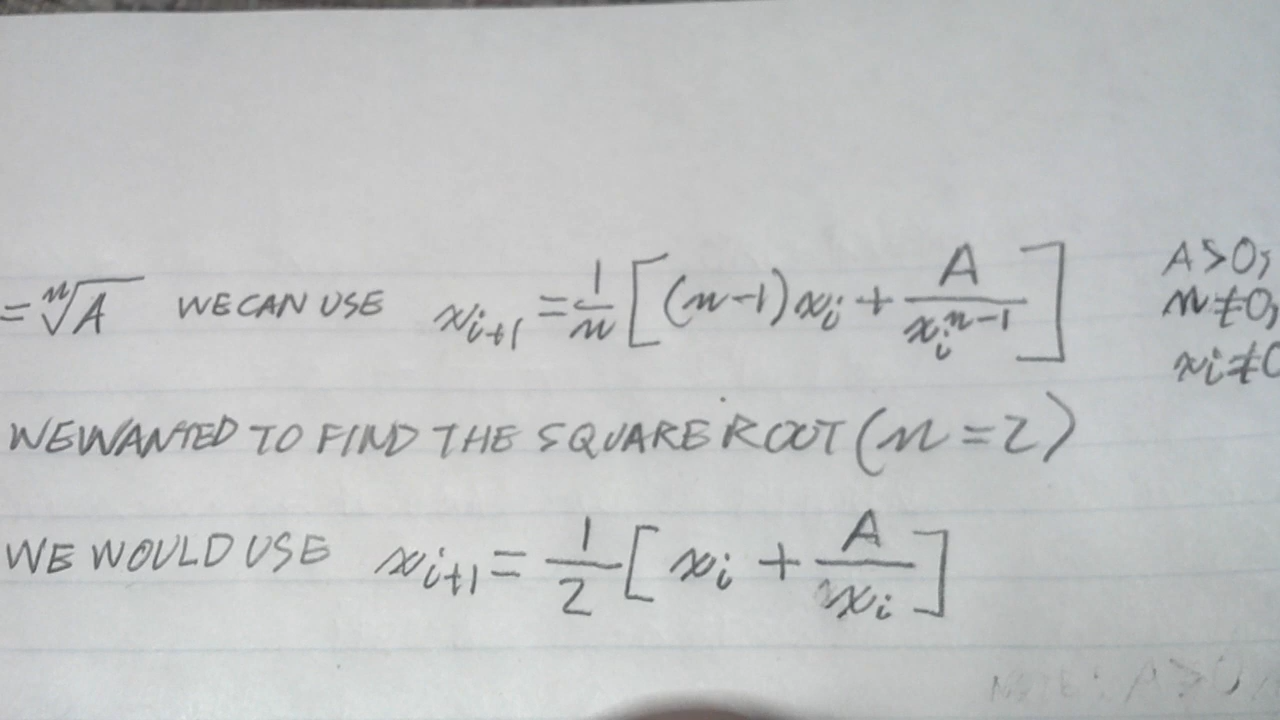 = ⁿ√A WE CAN USE xᵢ₊₁ = 1/n [(n-1)xᵢ + A/xᵢⁿ⁻¹] A>0;
n≠0;
xᵢ≠0
WE WANTED TO FIND THE SQUARE ROOT (n=2)
WE WOULD USE xᵢ₊₁ = 1/2 [xᵢ + A/xᵢ]